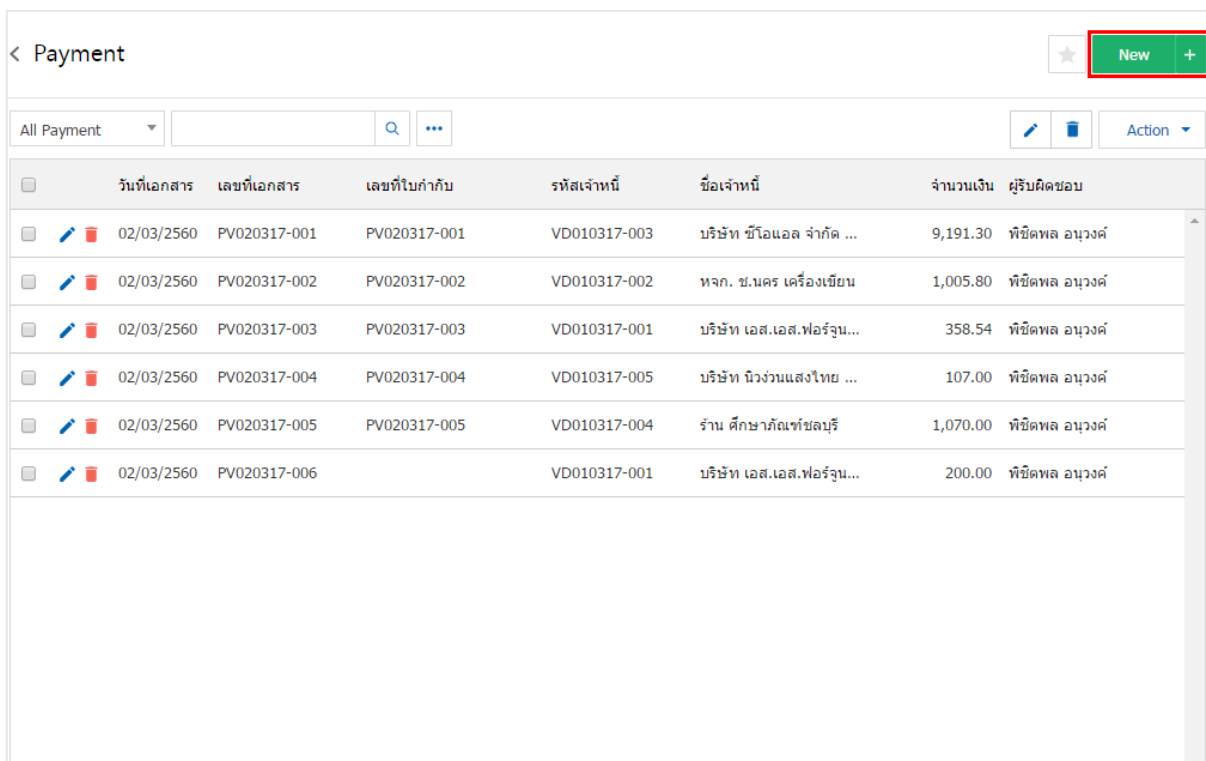 Payment
New +
All Payment
Action
วันที่เอกสาร เลขที่เอกสาร เลขที่ใบกำกับ รหัสเจ้าหนี้ ชื่อเจ้าหนี้ จำนวนเงิน ผู้รับผิดชอบ
02/03/2560 PV020317-001 PV020317-001 VD010317-003 บริษัท ซีโอแอล จำกัด ... 9,191.30 พิชิตพล อนุวงค์
02/03/2560 PV020317-002 PV020317-002 VD010317-002 หจก. ช.นคร เครื่องเขียน 1,005.80 พิชิตพล อนุวงค์
02/03/2560 PV020317-003 PV020317-003 VD010317-001 บริษัท เอส.เอส.ฟอร์จูน... 358.54 พิชิตพล อนุวงค์
02/03/2560 PV020317-004 PV020317-004 VD010317-005 บริษัท นิวง่วนแสงไทย ... 107.00 พิชิตพล อนุวงค์
02/03/2560 PV020317-005 PV020317-005 VD010317-004 ร้าน ศึกษาภัณฑ์ชลบุรี 1,070.00 พิชิตพล อนุวงค์
02/03/2560 PV020317-006 VD010317-001 บริษัท เอส.เอส.ฟอร์จูน... 200.00 พิชิตพล อนุวงค์